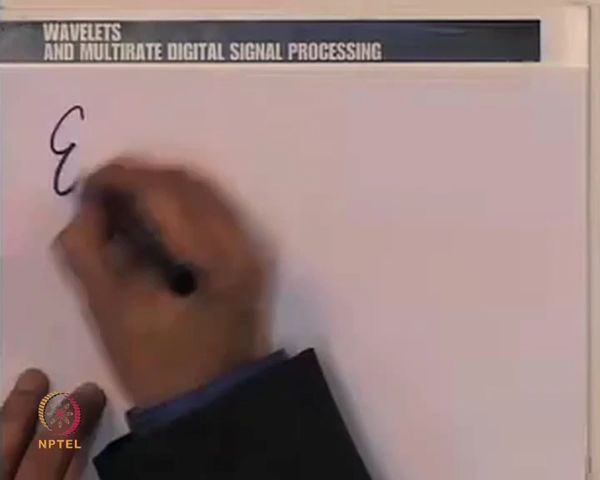 WAVELETS
AND MULTIRATE DIGITAL SIGNAL PROCESSING
NPTEL